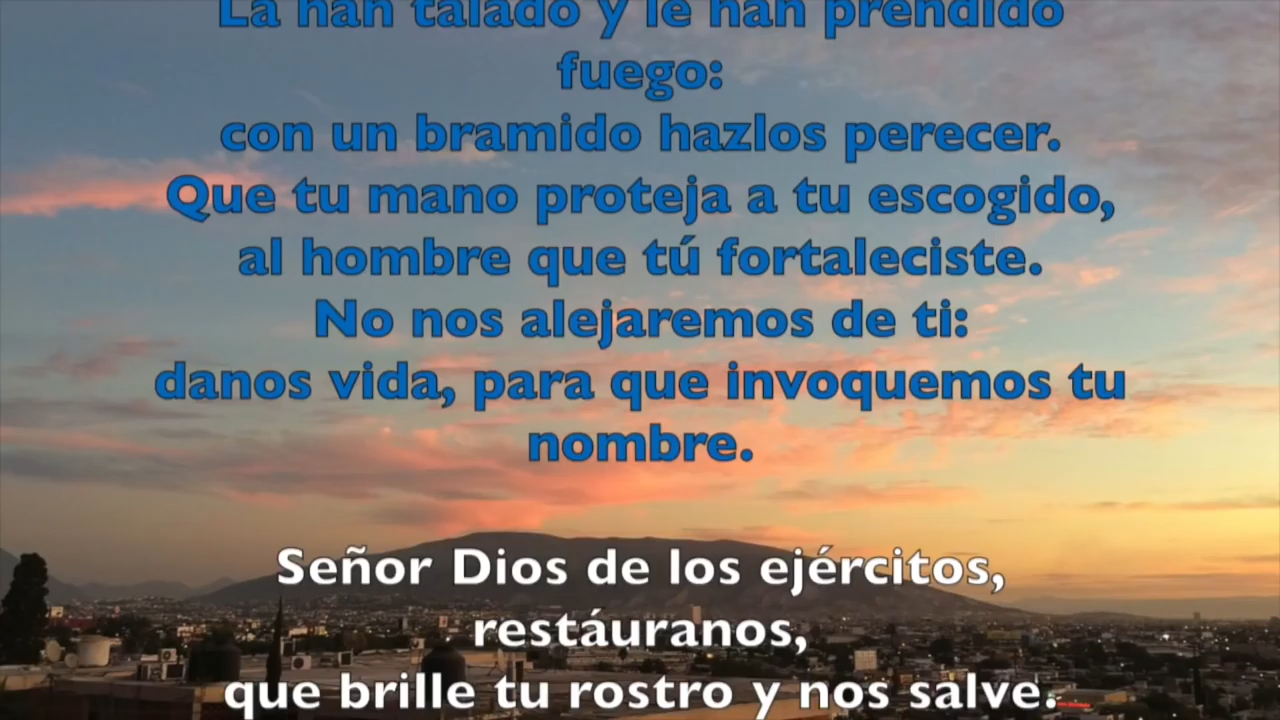 La han talado y le han prendido
fuego:
con un bramido hazlos perecer.
Que tu mano proteja a tu escogido,
al hombre que tú fortaleciste.
No nos alejaremos de ti:
danos vida, para que invoquemos tu
nombre.
Señor Dios de los ejércitos,
restáuranos,
que brille tu rostro y nos salve.